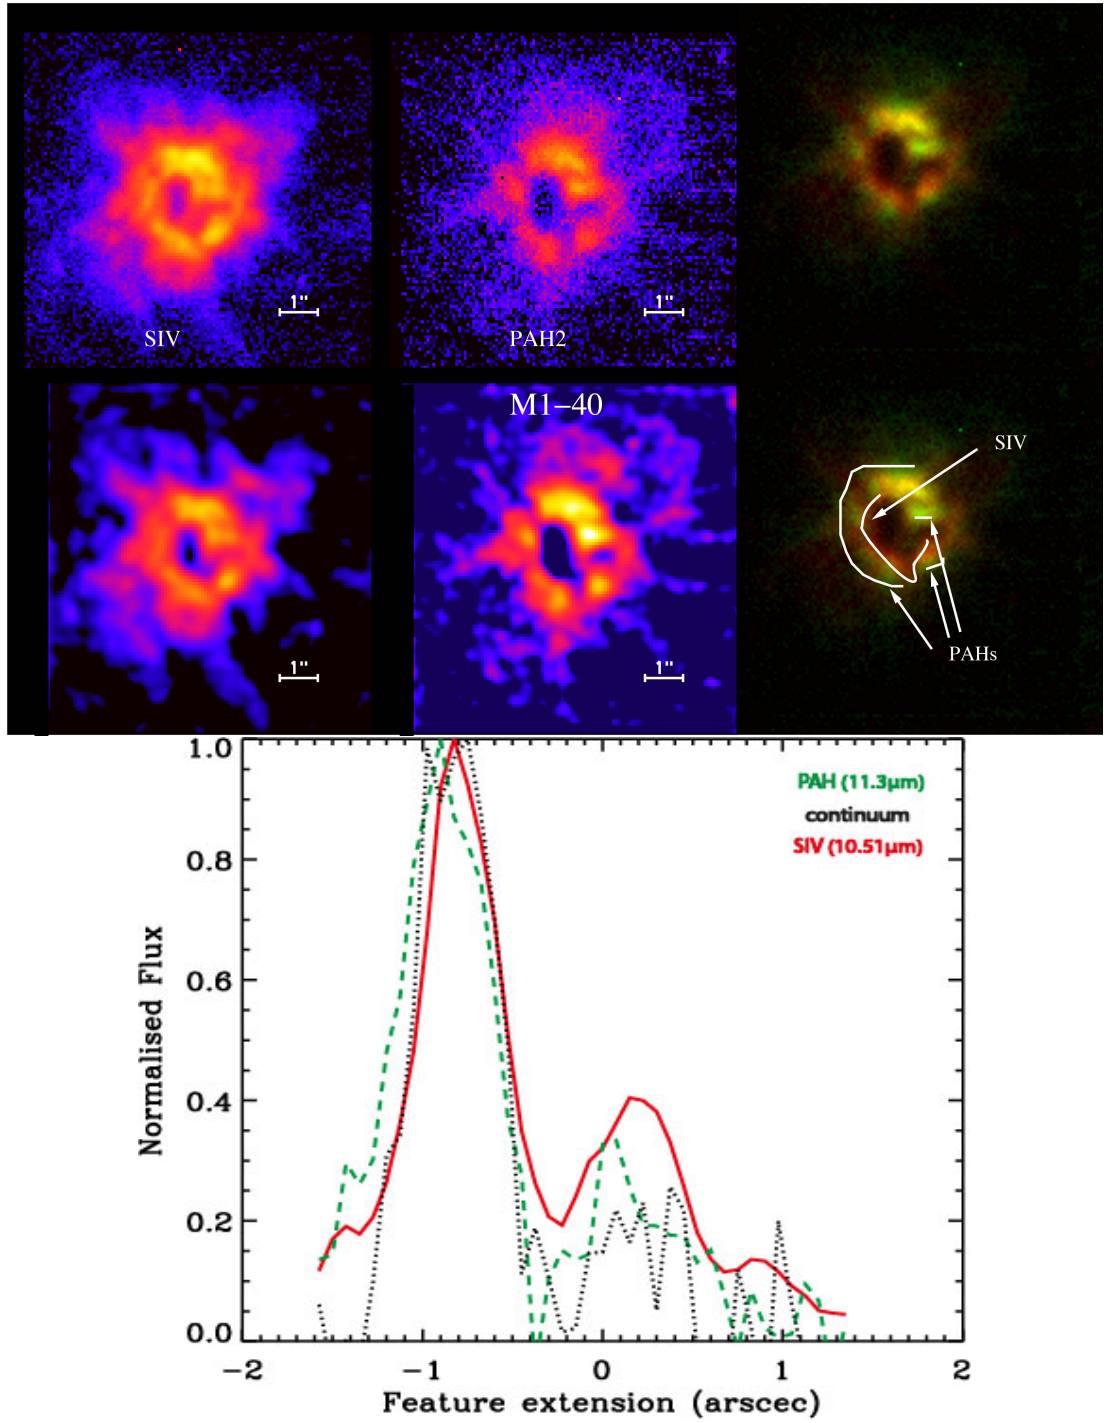 1"
SIV
1"
PAH2
M1-40
1"
1"
SIV
PAHs
1.0
0.8
0.6
0.4
0.2
0.0
Normalised Flux
PAH (11.3μm)
continuum
SIV (10.51μm)
-2 -1 0 1 2
Feature extension (arscec)